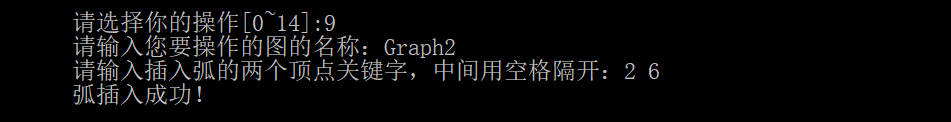 请选择你的操作[0~14]:9
请输入您要操作的图的名称：Graph2
请输入插入弧的两个顶点关键字，中间用空格隔开：2 6
弧插入成功！